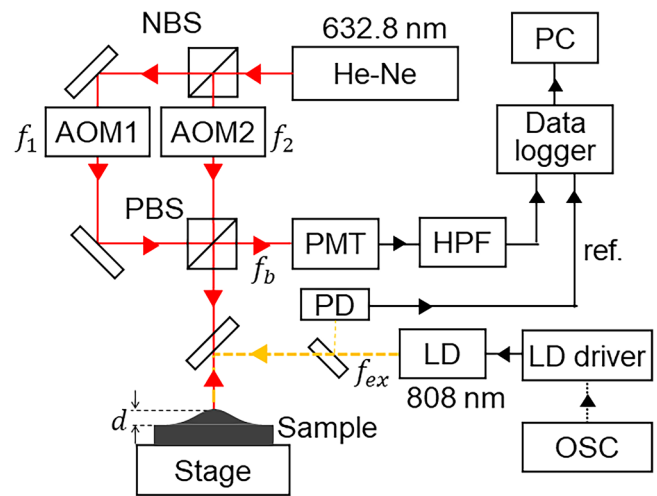 NBS
632.8 nm
He-Ne
PC
f1
AOM1
AOM2
f2
Data
logger
PBS
PMT
HPF
fb
ref.
PD
LD
LD driver
fex
808 nm
d
Sample
OSC
Stage